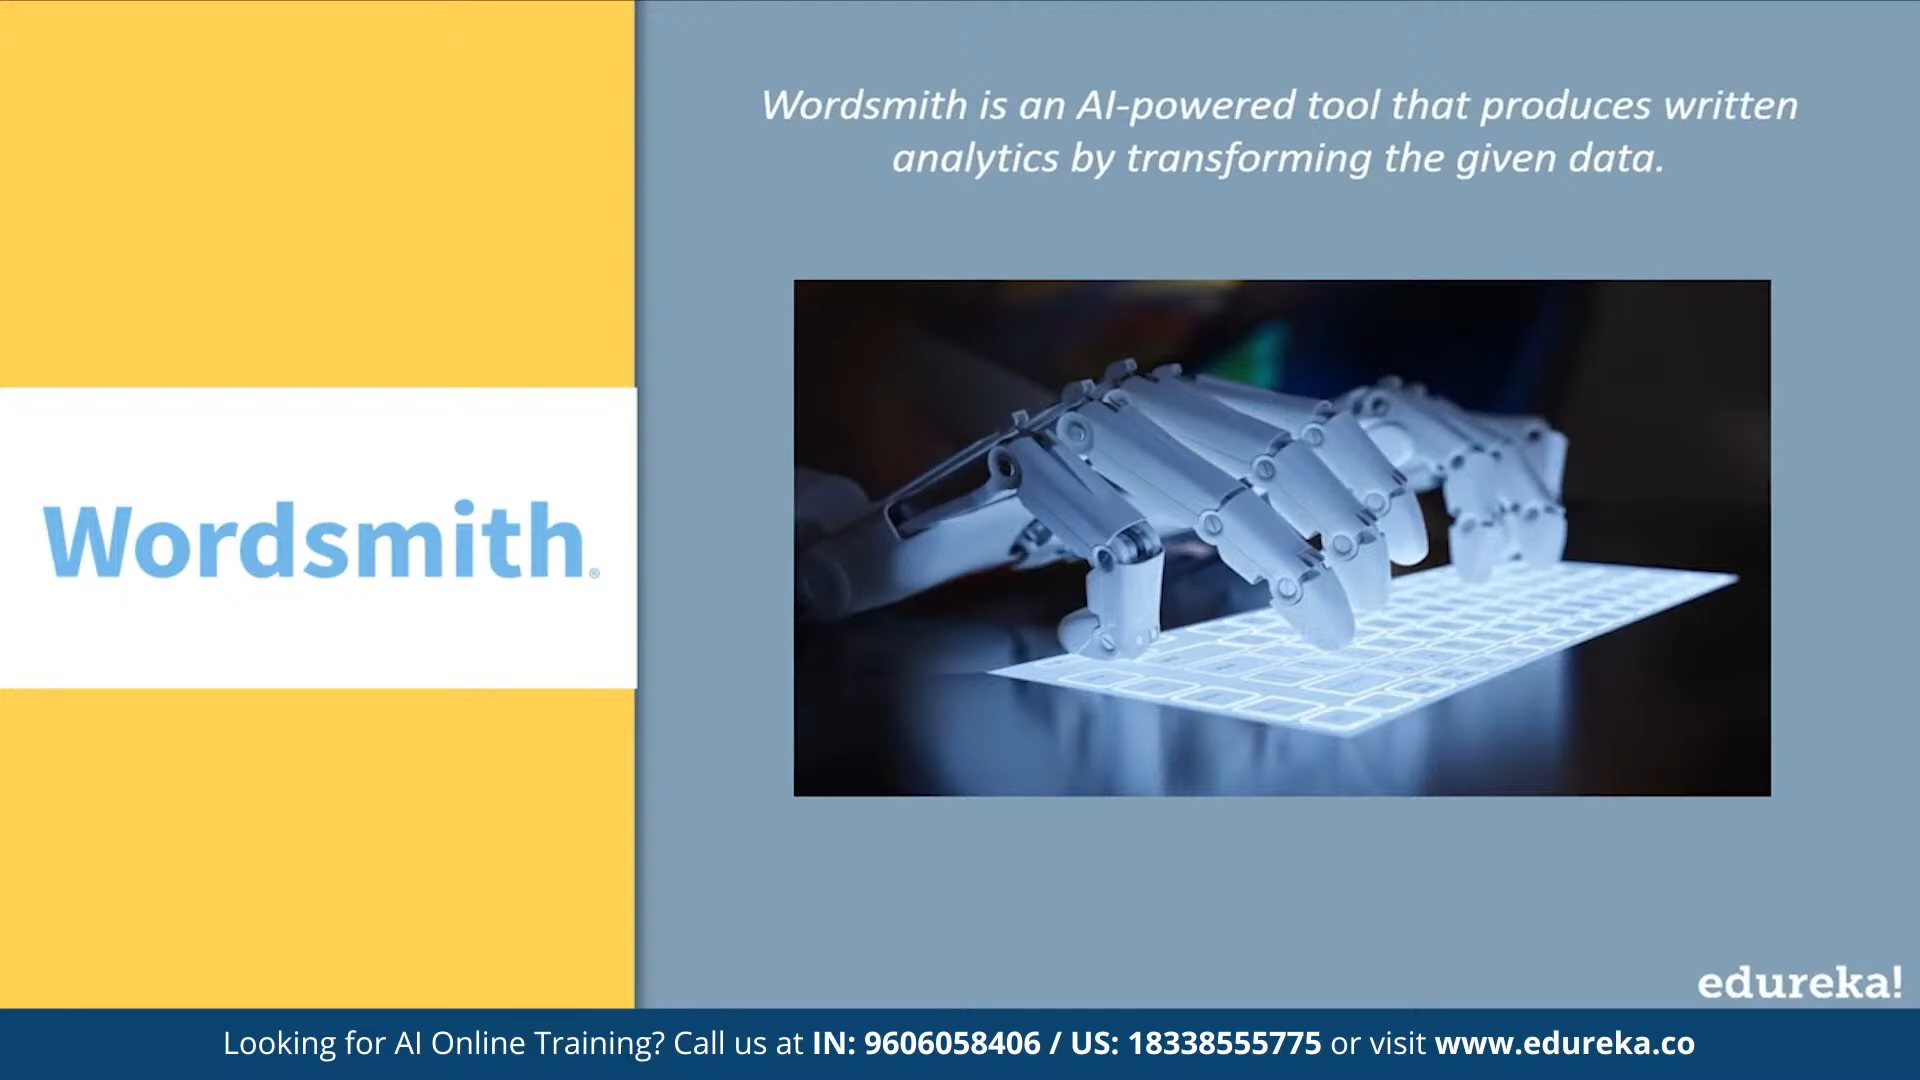 Wordsmith is an AI-powered tool that produces written
analytics by transforming the given data.
Wordsmith®
edureka!
Looking for AI Online Training? Call us at IN: 9606058406 / US: 18338555775 or visit www.edureka.co